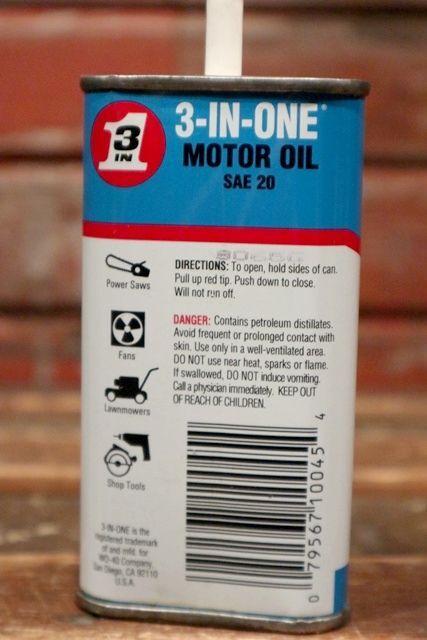 3
IN
1
3-IN-ONE®
MOTOR OIL
SAE 20
DIRECTIONS: To open, hold sides of can.
Pull up red tip. Push down to close.
Will not run off.
DANGER: Contains petroleum distillates.
Avoid frequent or prolonged contact with
skin. Use only in a well-ventilated area.
DO NOT use near heat, sparks or flame.
If swallowed, DO NOT induce vomiting.
Call a physician immediately. KEEP OUT
OF REACH OF CHILDREN.
Power Saws
Fans
Lawnmowers
Shop Tools
3-IN-ONE is the
registered trademark
of and mfd. for
WD-40 Company,
San Diego, CA 92110
U.S.A.
0 79567 10045 4